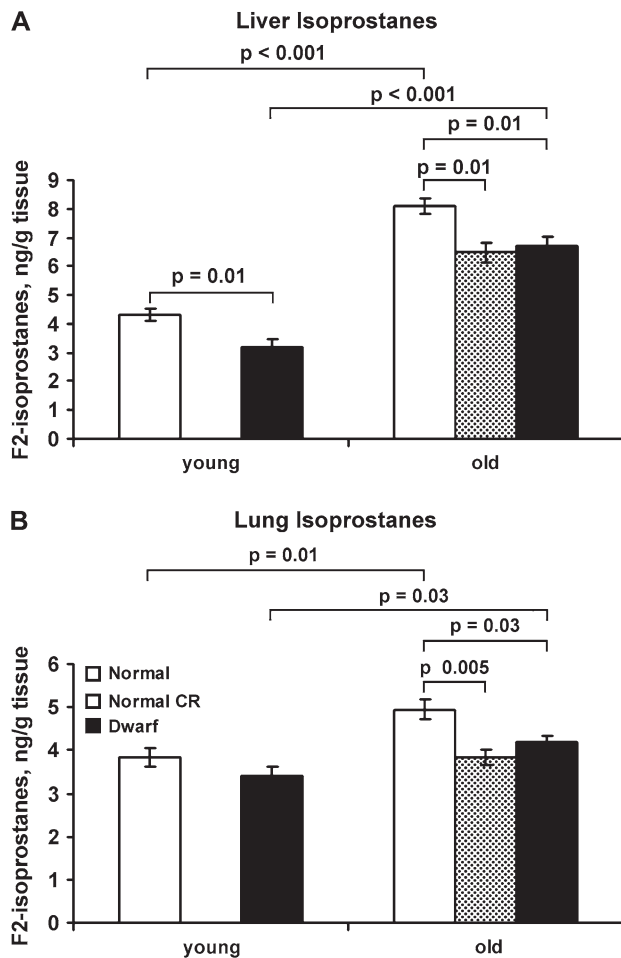 A
Liver Isoprostanes
p < 0.001
p < 0.001
p = 0.01
p = 0.01
p = 0.01
F2-isoprostanes, ng/g tissue
9
8
7
6
5
4
3
2
1
0
young
old
B
Lung Isoprostanes
p = 0.01
p = 0.03
p = 0.03
p 0.005
Normal
Normal CR
Dwarf
F2-isoprostanes, ng/g tissue
6
5
4
3
2
1
0
young
old